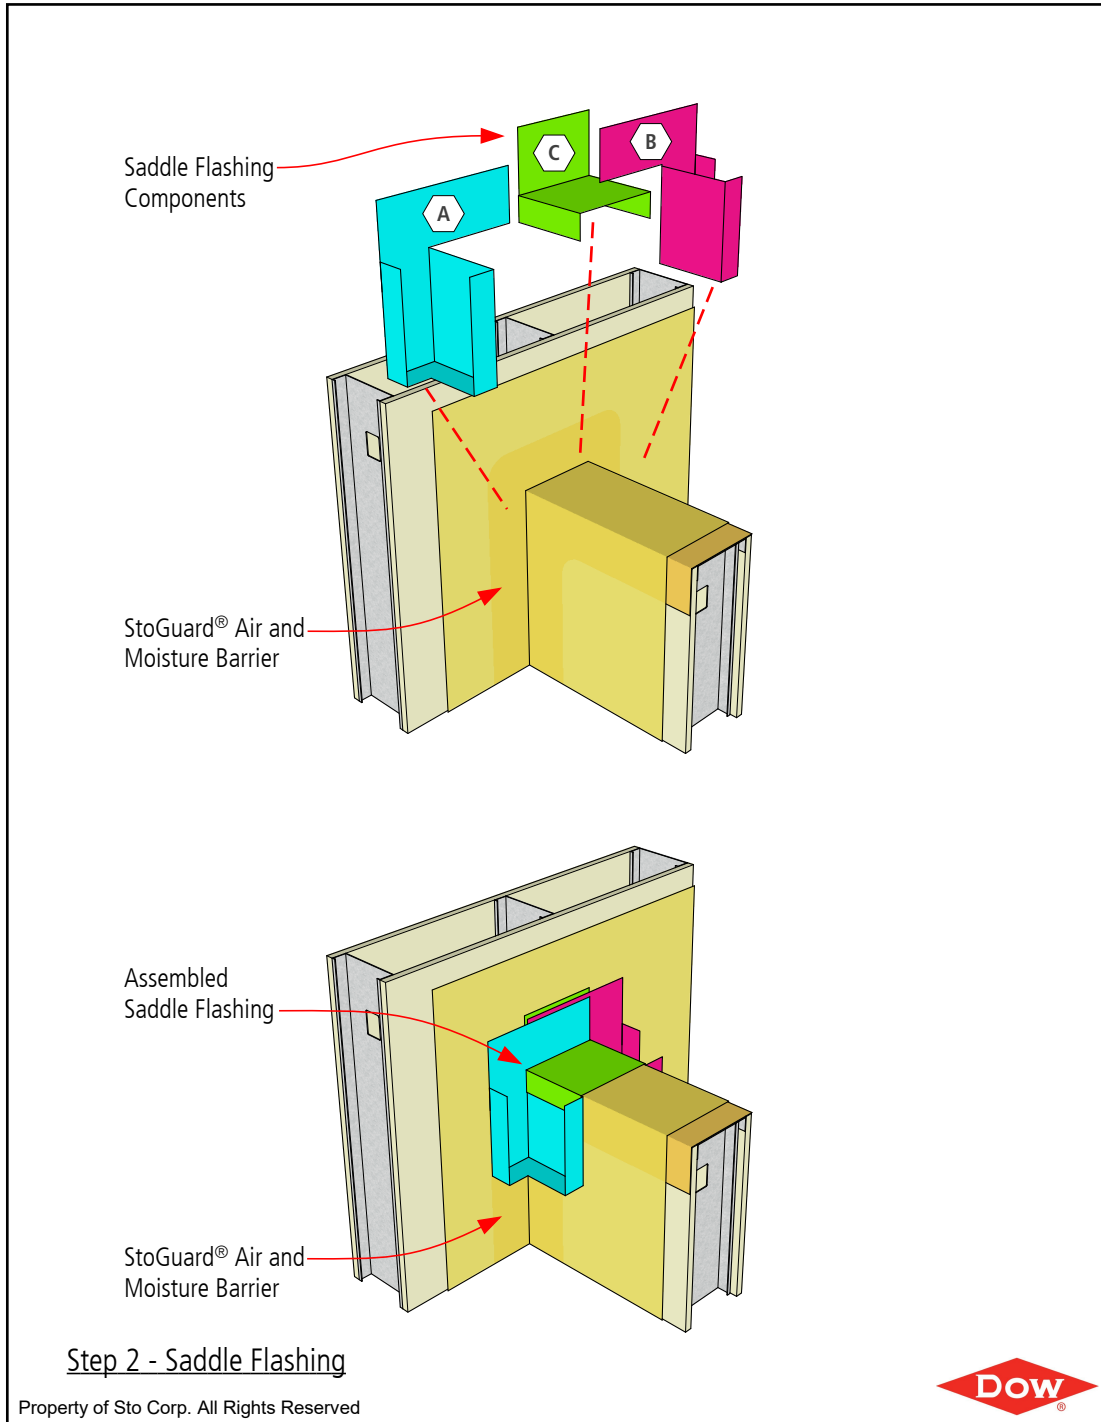 C
B
A
Saddle Flashing
Components
StoGuard® Air and
Moisture Barrier
Assembled
Saddle Flashing
StoGuard® Air and
Moisture Barrier
Step 2 - Saddle Flashing
Property of Sto Corp. All Rights Reserved
Dow®